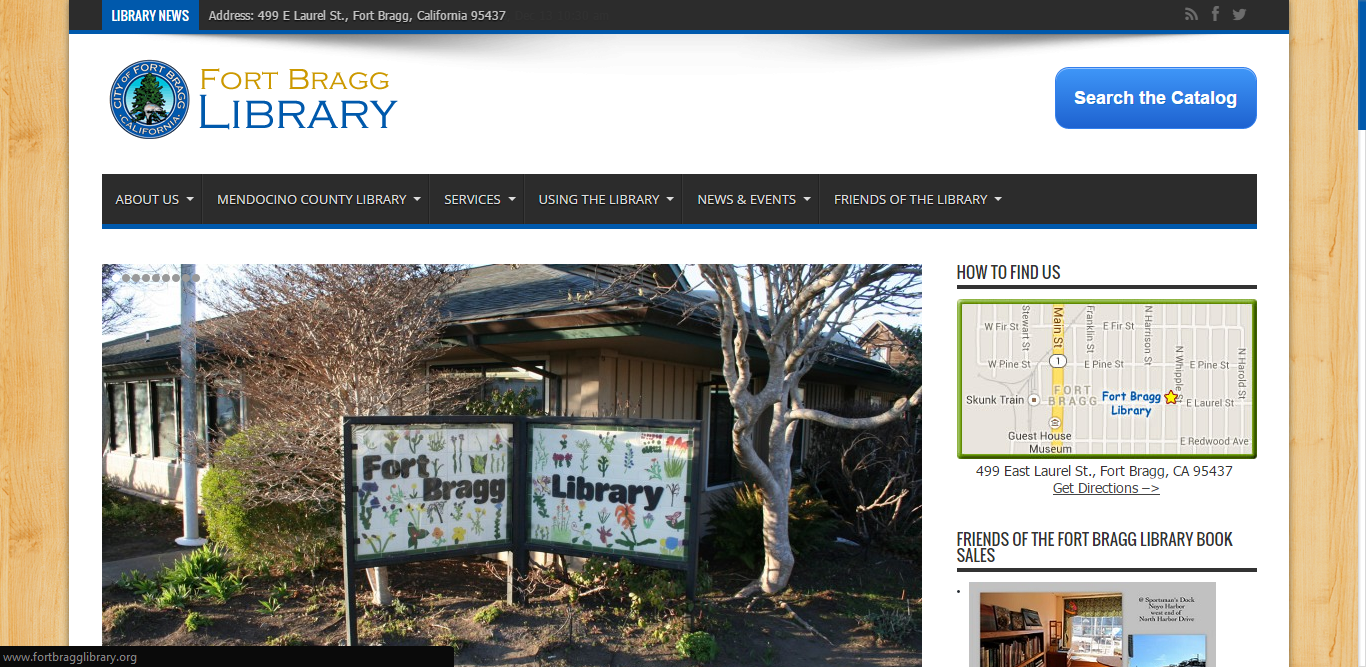 LIBRARY NEWS
Address: 499 E Laurel St., Fort Bragg, California 95437
CITY OF FORT BRAGG
CALIFORNIA
FORT BRAGG
LIBRARY
Search the Catalog
ABOUT US
MENDOCINO COUNTY LIBRARY
SERVICES
USING THE LIBRARY
NEWS & EVENTS
FRIENDS OF THE LIBRARY
Fort
Bragg
Library
HOW TO FIND US
Stewart St
Main St
Franklin St
N Harrison St
N Whipple St
N Harold St
W Fir St
E Fir St
W Pine St
1
E Pine St
E Pine St
FORT
BRAGG
Skunk Train
Fort Bragg
Library
E Laurel St
Guest House
Museum
E Redwood Ave
499 East Laurel St., Fort Bragg, CA 95437
Get Directions –>
FRIENDS OF THE FORT BRAGG LIBRARY BOOK
SALES
@ Sportsman's Dock
Noyo Harbor
west end of
North Harbor Drive
www.fortbragglibrary.org